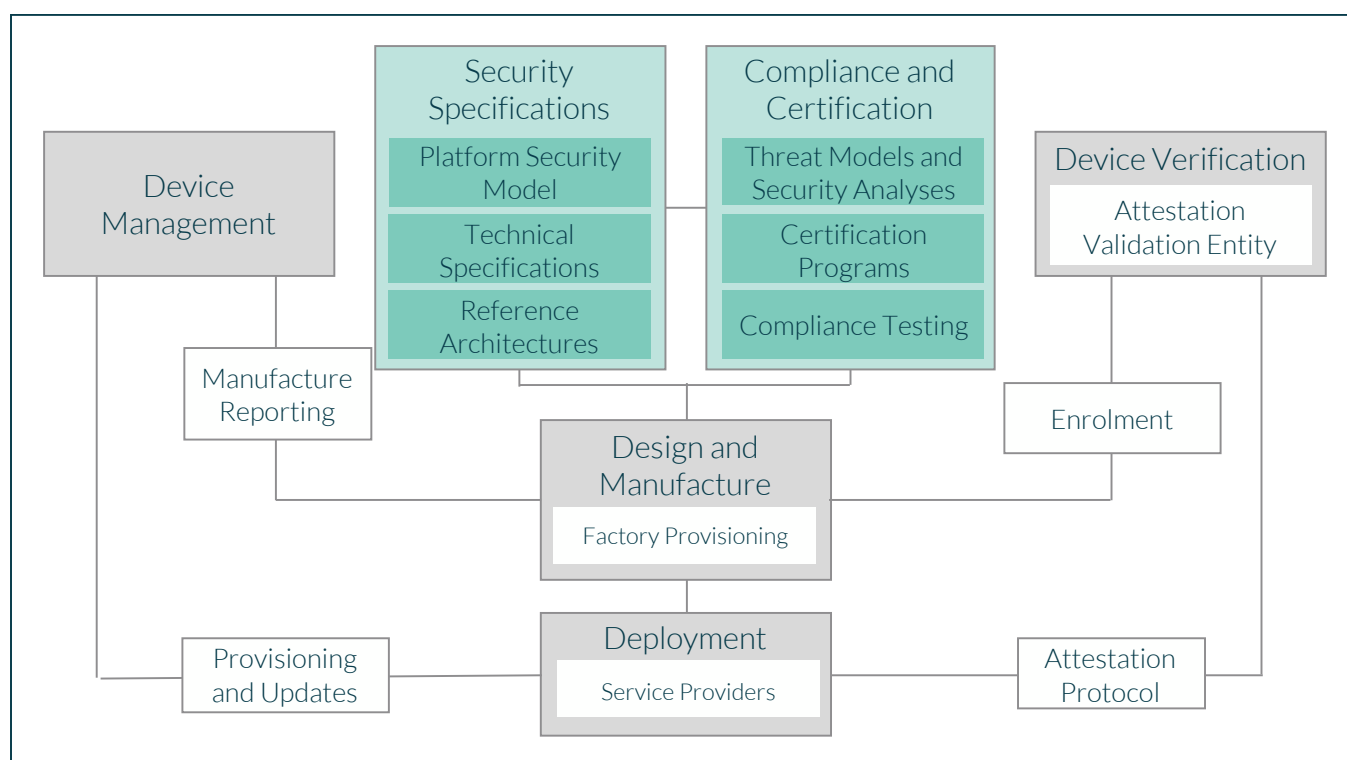 Security
Specifications
Platform Security
Model
Technical
Specifications
Reference
Architectures
Compliance and
Certification
Threat Models and
Security Analyses
Certification
Programs
Compliance Testing
Device
Management
Device Verification
Attestation
Validation Entity
Manufacture
Reporting
Enrolment
Design and
Manufacture
Factory Provisioning
Deployment
Service Providers
Provisioning
and Updates
Attestation
Protocol